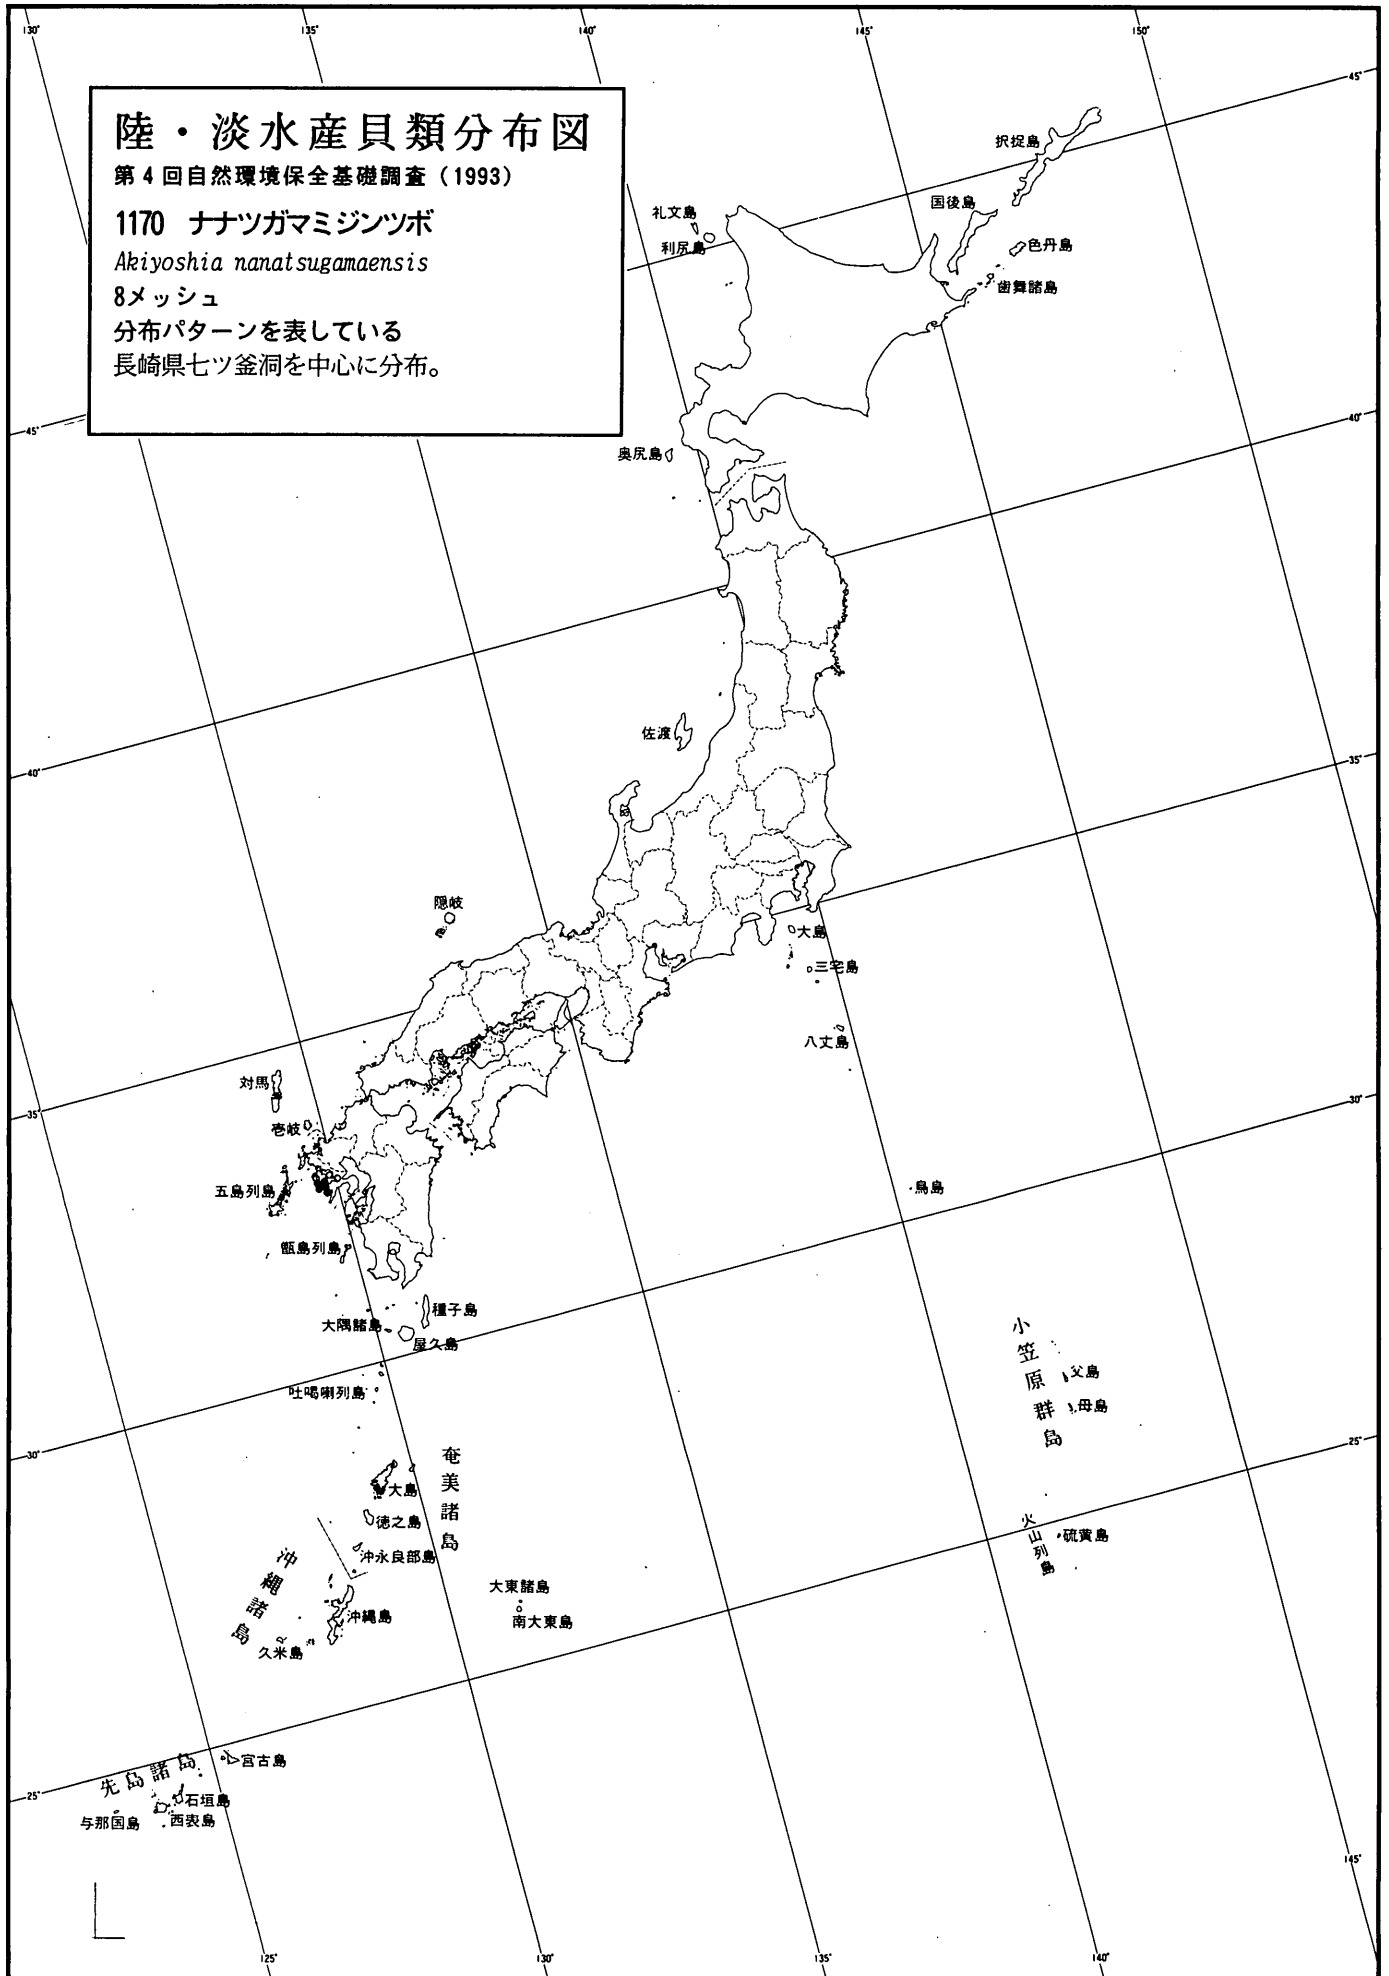 130°
135°
140°
145°
150°
陸・淡水産貝類分布図
第4回自然環境保全基礎調査（1993）
1170 ナナツガマミジンツボ
Akiyoshia nanatsugamaensis
8メッシュ
分布パターンを表している
長崎県七ツ釜洞を中心に分布。
45°
択捉島
国後島
礼文島
利尻島
色丹島
歯舞諸島
40°
45°
奥尻島
佐渡
35°
40°
隠岐
大島
三宅島
八丈島
対馬
壱岐
35°
30°
五島列島
鳥島
甑島列島
種子島
大隅諸島
屋久島
小笠原群島
父島
母島
吐噶喇列島
25°
30°
奄美諸島
大島
徳之島
沖永良部島
火山列島
硫黄島
沖縄諸島
大東諸島
南大東島
沖縄島
久米島
先島諸島
宮古島
石垣島
西表島
与那国島
25°
145°
125°
130°
135°
140°